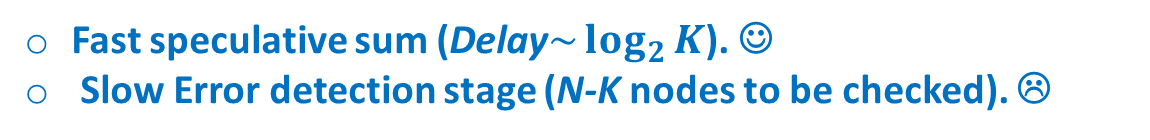 ○ Fast speculative sum (Delay~ log₂ K). ☺
○ Slow Error detection stage (N-K nodes to be checked). ☹